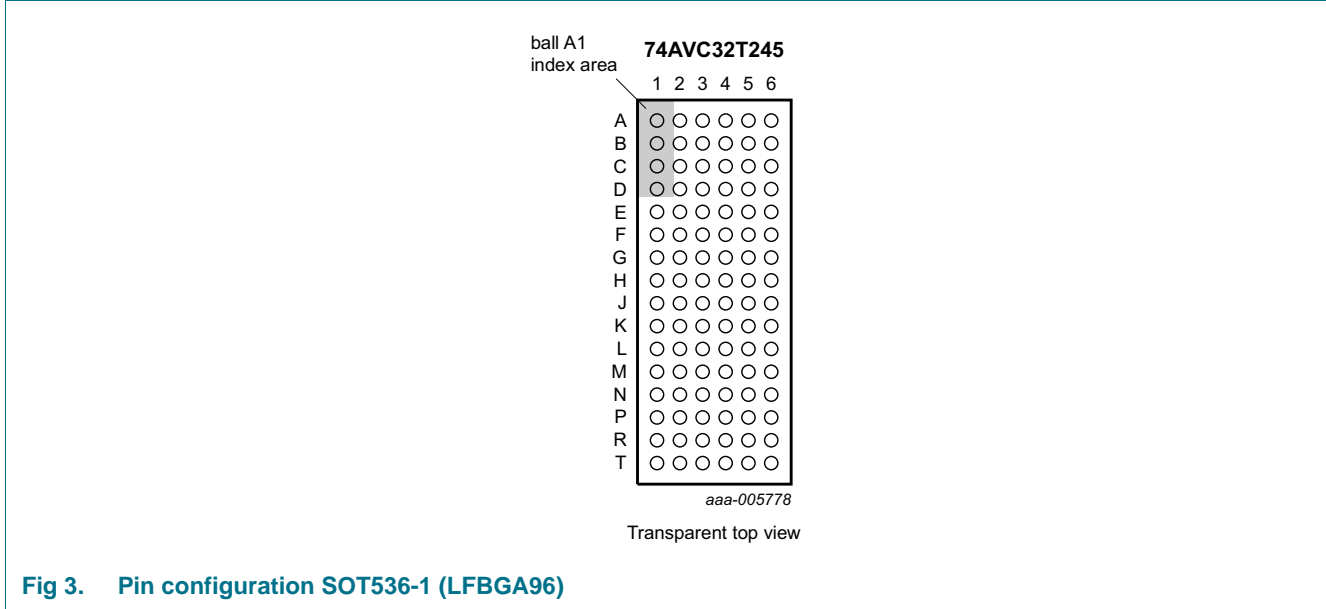 ball A1
index area
74AVC32T245
1 2 3 4 5 6
A
B
C
D
E
F
G
H
J
K
L
M
N
P
R
T
aaa-005778
Transparent top view
Fig 3. Pin configuration SOT536-1 (LFBGA96)